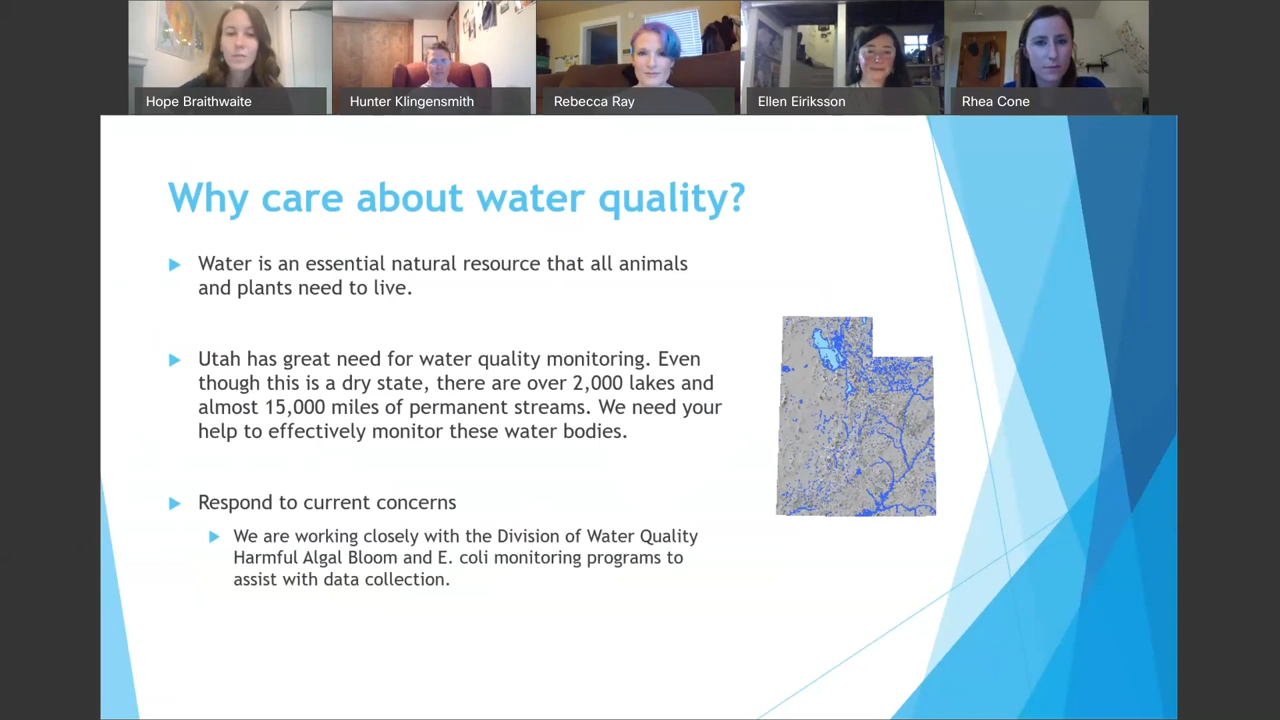 Hope Braithwaite
Hunter Klingensmith
Rebecca Ray
Ellen Eiriksson
Rhea Cone
Why care about water quality?
Water is an essential natural resource that all animals
and plants need to live.
Utah has great need for water quality monitoring. Even
though this is a dry state, there are over 2,000 lakes and
almost 15,000 miles of permanent streams. We need your
help to effectively monitor these water bodies.
Respond to current concerns
We are working closely with the Division of Water Quality
Harmful Algal Bloom and E. coli monitoring programs to
assist with data collection.